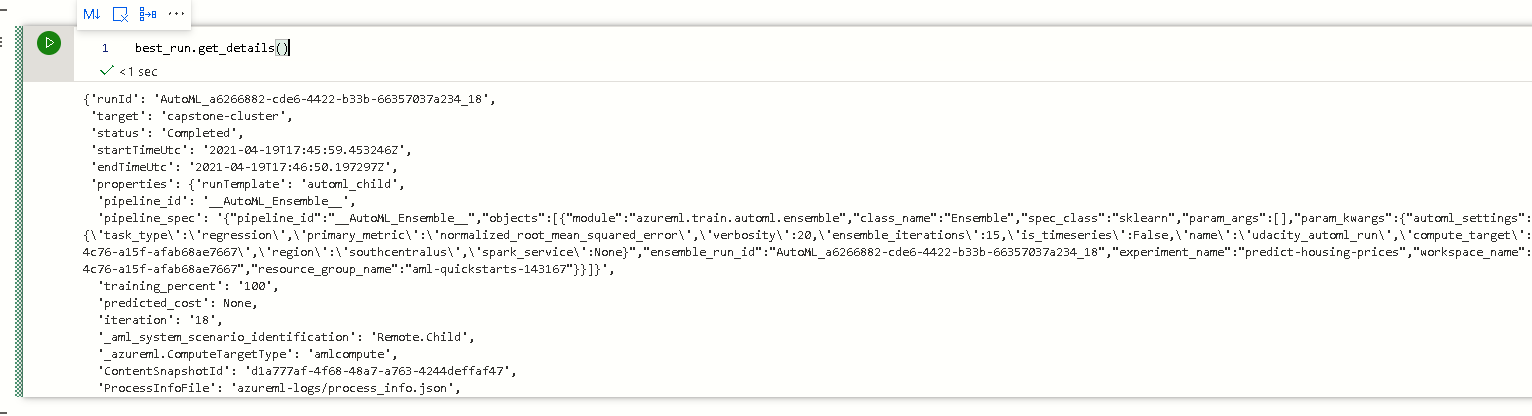 M↓ ...
1 best_run.get_details()
<1 sec
{'runId': 'AutoML_a6266882-cde6-4422-b33b-66357037a234_18',
'target': 'capstone-cluster',
'status': 'Completed',
'startTimeUtc': '2021-04-19T17:45:59.453246Z',
'endTimeUtc': '2021-04-19T17:46:50.197297Z',
'properties': {'runTemplate': 'automl_child',
'pipeline_id': '__AutoML_Ensemble__',
'pipeline_spec': '{"pipeline_id":"__AutoML_Ensemble__","objects":[{"module":"azureml.train.automl.ensemble","class_name":"Ensemble","spec_class":"sklearn","param_args":[],"param_kwargs":{"automl_settings":
{\'task_type\':\'regression\',\'primary_metric\':\'normalized_root_mean_squared_error\',\'verbosity\':20,\'ensemble_iterations\':15,\'is_timeseries\':False,\'name\':\'udacity_automl_run\',\'compute_target\':
4c76-a15f-afab68ae7667\',\'region\':\'southcentralus\',\'spark_service\':None}","ensemble_run_id":"AutoML_a6266882-cde6-4422-b33b-66357037a234_18","experiment_name":"predict-housing-prices","workspace_name":
4c76-a15f-afab68ae7667","resource_group_name":"aml-quickstarts-143167"}}]}',
'training_percent': '100',
'predicted_cost': None,
'iteration': '18',
'_aml_system_scenario_identification': 'Remote.Child',
'_azureml.ComputeTargetType': 'amlcompute',
'ContentSnapshotId': 'd1a777af-4f68-48a7-a763-4244deffaf47',
'ProcessInfoFile': 'azureml-logs/process_info.json',